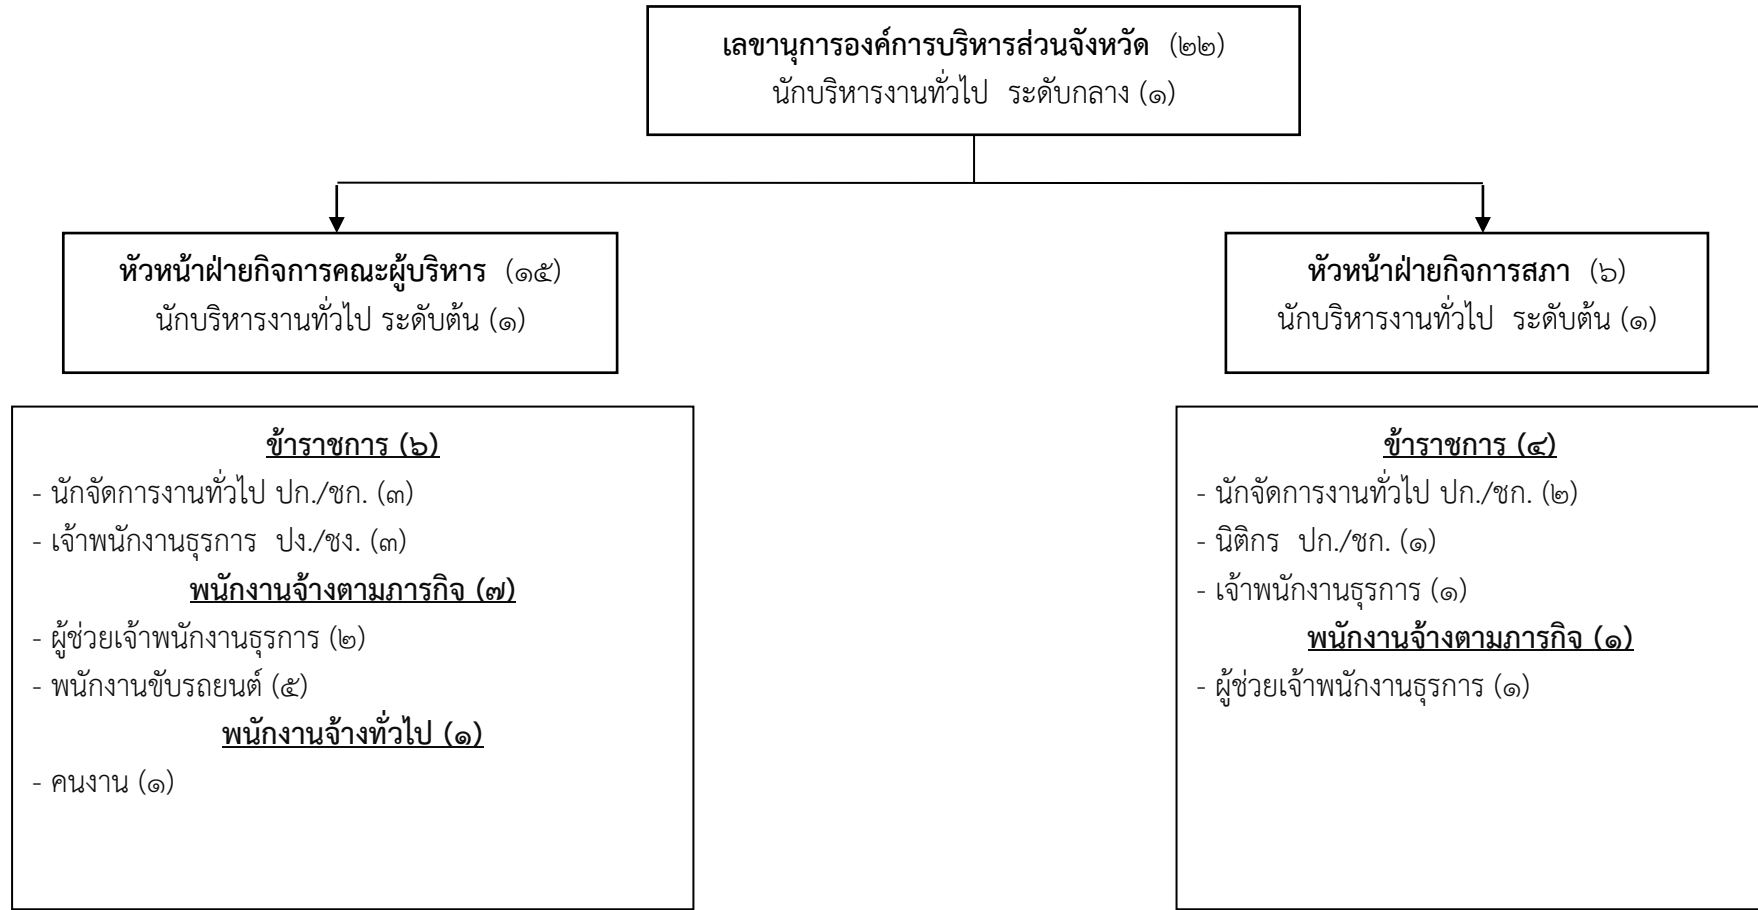 เลขานุการองค์การบริหารส่วนจังหวัด (๒๒)
นักบริหารงานทั่วไป ระดับกลาง (๑)
หัวหน้าฝ่ายกิจการคณะผู้บริหาร (๑๕)
นักบริหารงานทั่วไป ระดับต้น (๑)
หัวหน้าฝ่ายกิจการสภา (๖)
นักบริหารงานทั่วไป ระดับต้น (๑)
ข้าราชการ (๖)
- นักจัดการงานทั่วไป ปก./ชก. (๓)
- เจ้าพนักงานธุรการ ปง./ชง. (๓)
พนักงานจ้างตามภารกิจ (๗)
- ผู้ช่วยเจ้าพนักงานธุรการ (๒)
- พนักงานขับรถยนต์ (๕)
พนักงานจ้างทั่วไป (๑)
- คนงาน (๑)
ข้าราชการ (๔)
- นักจัดการงานทั่วไป ปก./ชก. (๒)
- นิติกร ปก./ชก. (๑)
- เจ้าพนักงานธุรการ (๑)
พนักงานจ้างตามภารกิจ (๑)
- ผู้ช่วยเจ้าพนักงานธุรการ (๑)